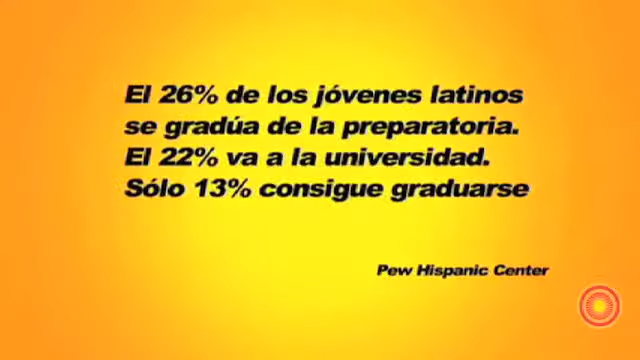 El 26% de los jóvenes latinos
se gradúa de la preparatoria.
El 22% va a la universidad.
Sólo 13% consigue graduarse
Pew Hispanic Center